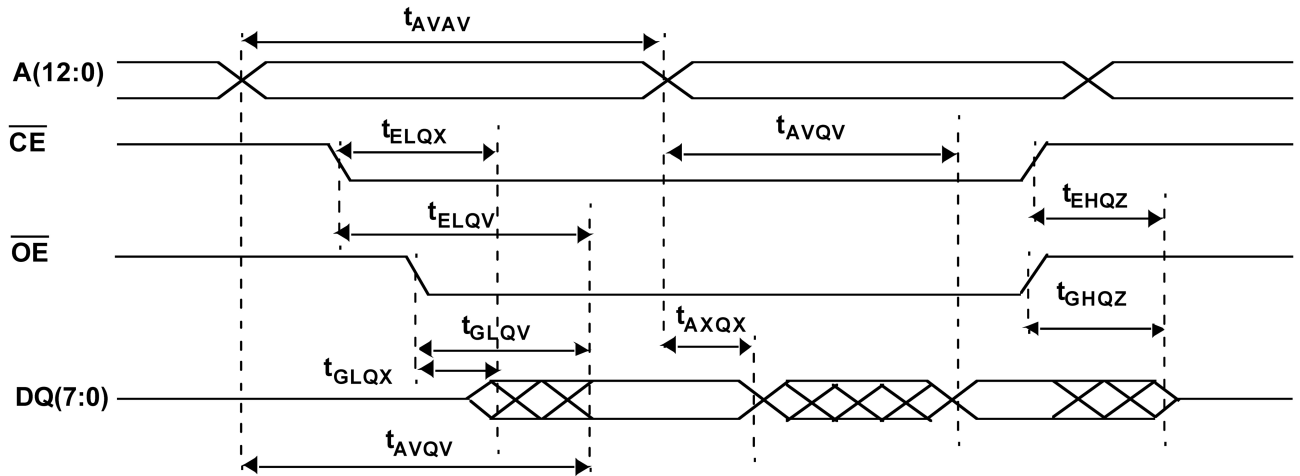 tAVAV
A(12:0)
CE
tELQX
tAVQV
tEHQZ
tELQV
OE
tGHQZ
tAXQX
tGLQV
tGLQX
DQ(7:0)
tAVQV